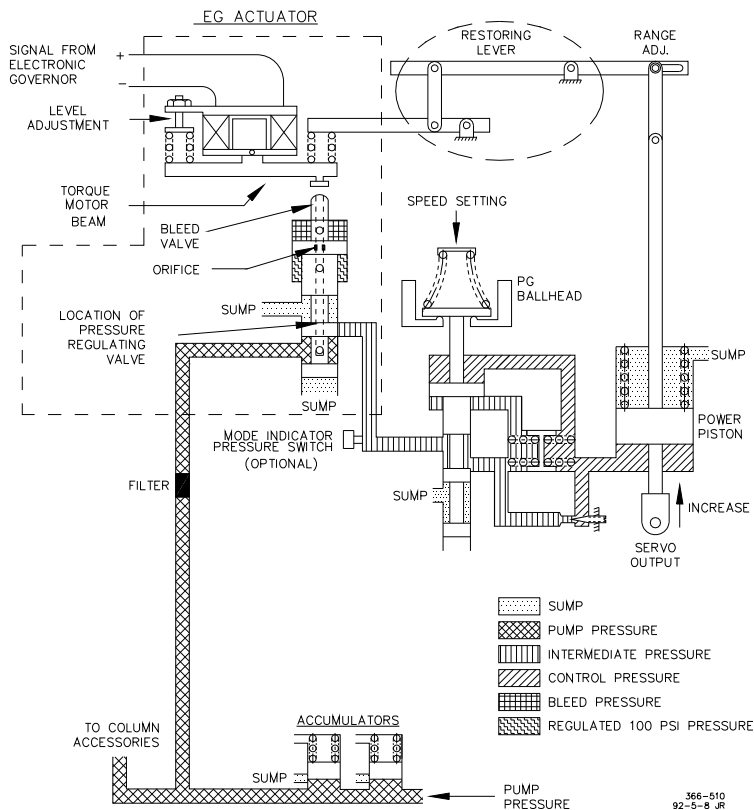 EG ACTUATOR
SIGNAL FROM
ELECTRONIC
GOVERNOR
+
−
LEVEL
ADJUSTMENT
TORQUE
MOTOR
BEAM
BLEED
VALVE
ORIFICE
SUMP
LOCATION OF
PRESSURE
REGULATING
VALVE
SUMP
RESTORING
LEVER
RANGE
ADJ.
SPEED SETTING
PG
BALLHEAD
SUMP
POWER
PISTON
MODE INDICATOR
PRESSURE SWITCH
(OPTIONAL)
FILTER
SUMP
INCREASE
SERVO
OUTPUT
SUMP
PUMP PRESSURE
INTERMEDIATE PRESSURE
CONTROL PRESSURE
BLEED PRESSURE
REGULATED 100 PSI PRESSURE
TO COLUMN
ACCESSORIES
ACCUMULATORS
SUMP
PUMP
PRESSURE
366-510
92-5-8 JR